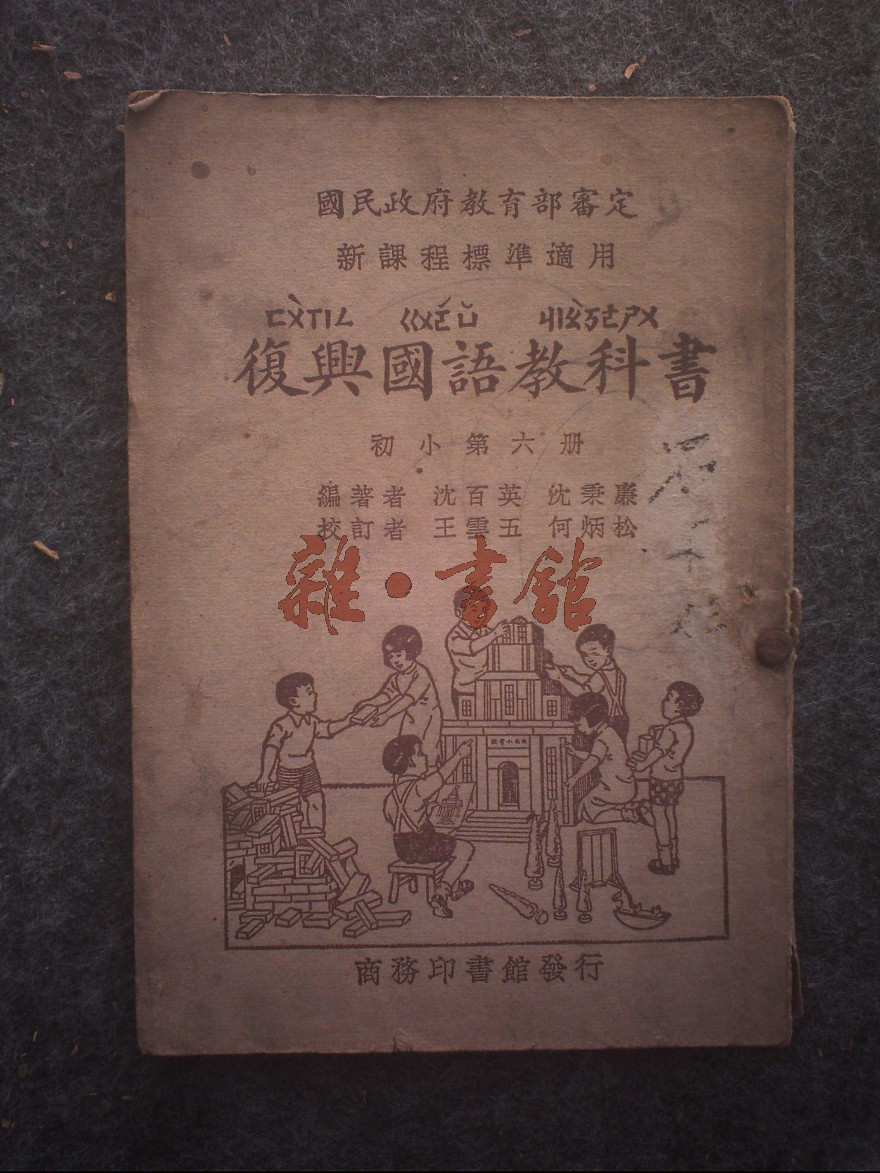 國民政府教育部審定
新課程標準適用
ㄈㄨˋㄒㄧㄥ ㄍㄨㄛˊㄩˇ ㄐㄧㄠˋㄎㄜㄕㄨ
復興國語教科書
初小第六册
編著者 沈百英 沈秉廉
校訂者 王雲五 何炳松
雜·書館
商務印書館發行